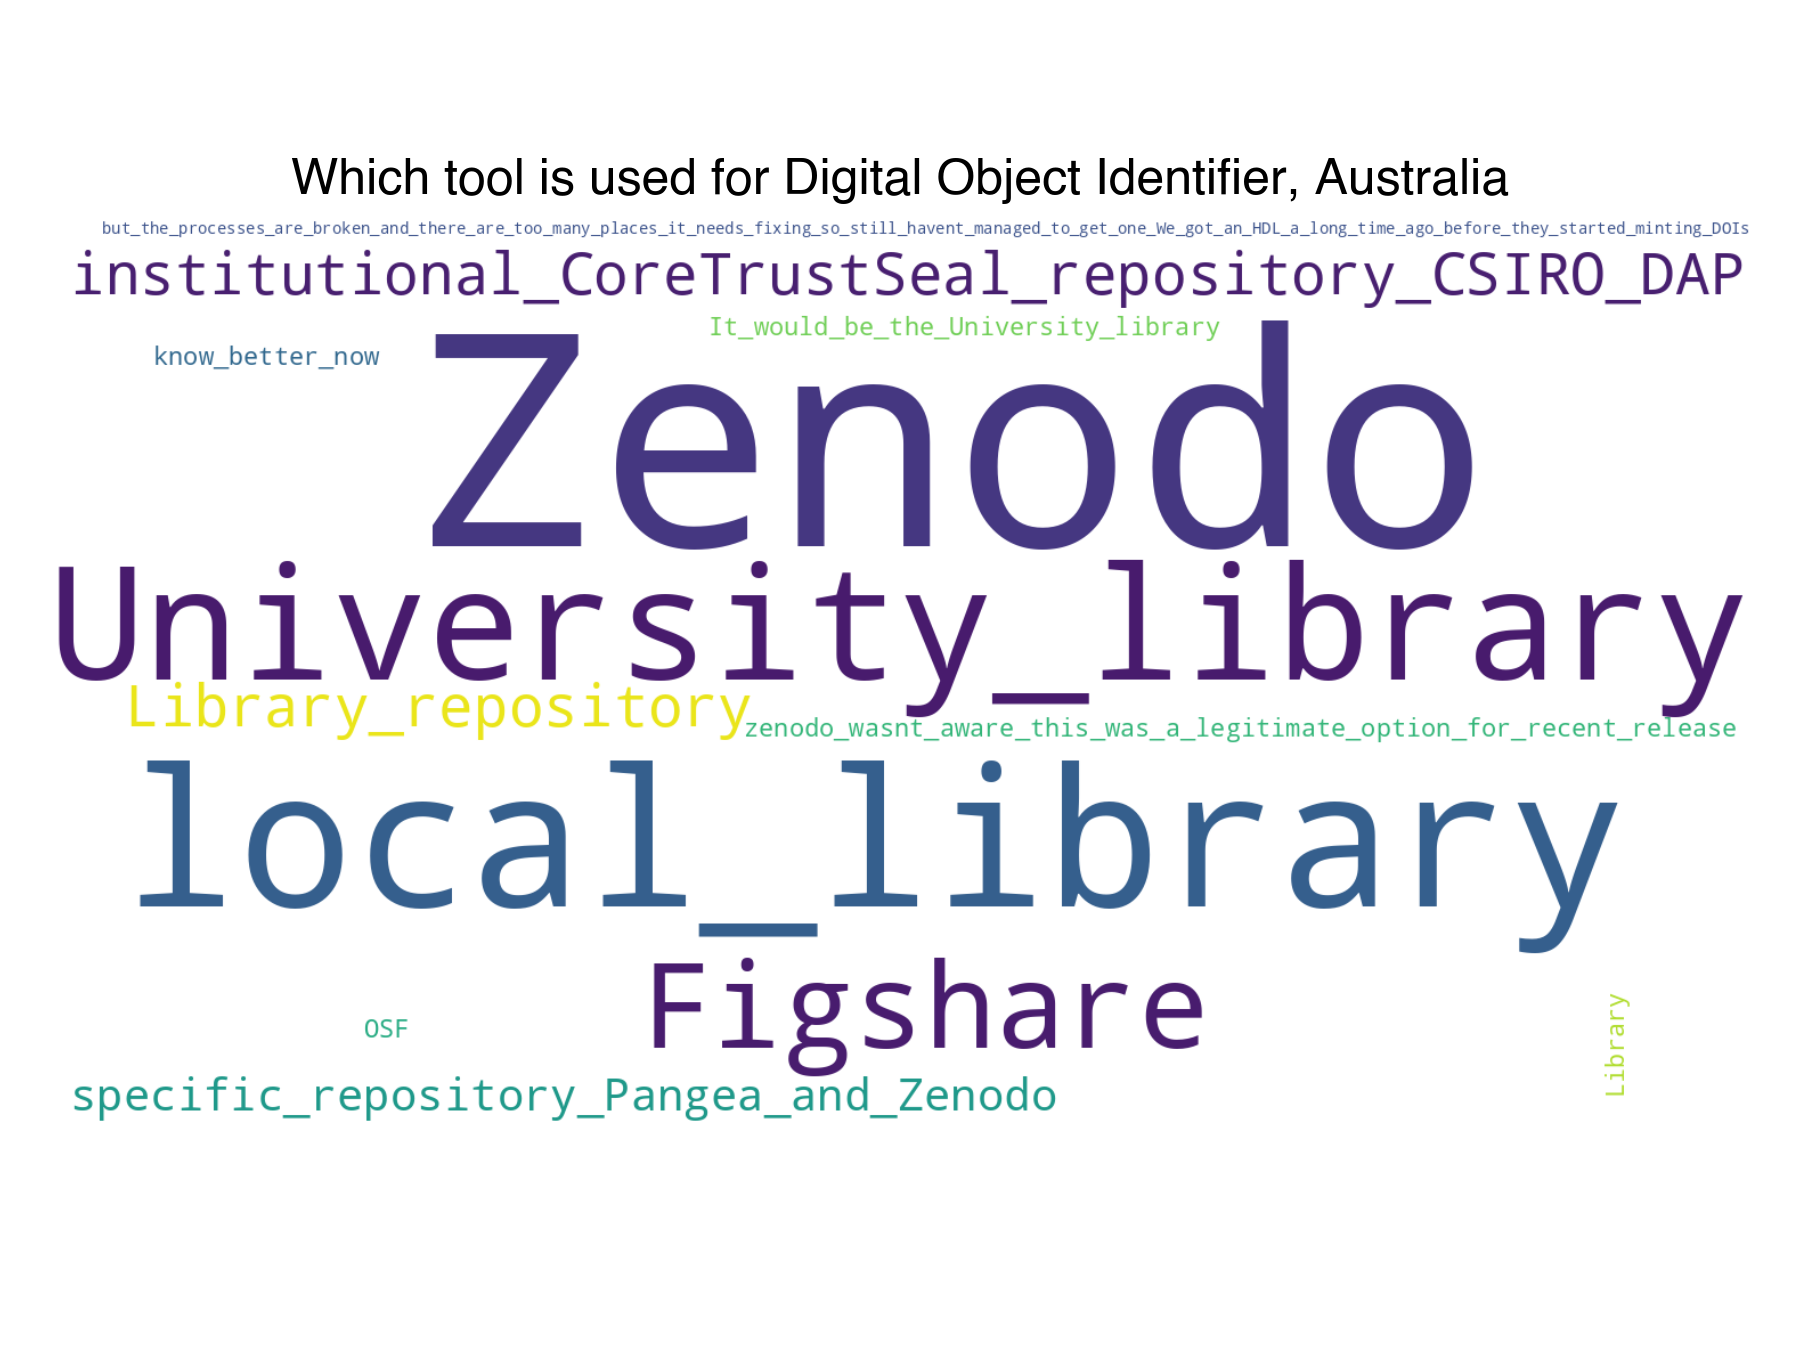 Which tool is used for Digital Object Identifier, Australia
but_the_processes_are_broken_and_there_are_too_many_places_it_needs_fixing_so_still_havent_managed_to_get_one_We_got_an_HDL_a_long_time_ago_before_they_started_minting_DOIs
institutional_CoreTrustSeal_repository_CSIRO_DAP
It_would_be_the_University_library
know_better_now
Zenodo
University_library
Library_repository
zenodo_wasnt_aware_this_was_a_legitimate_option_for_recent_release
local_library
Figshare
OSF
Library
specific_repository_Pangea_and_Zenodo